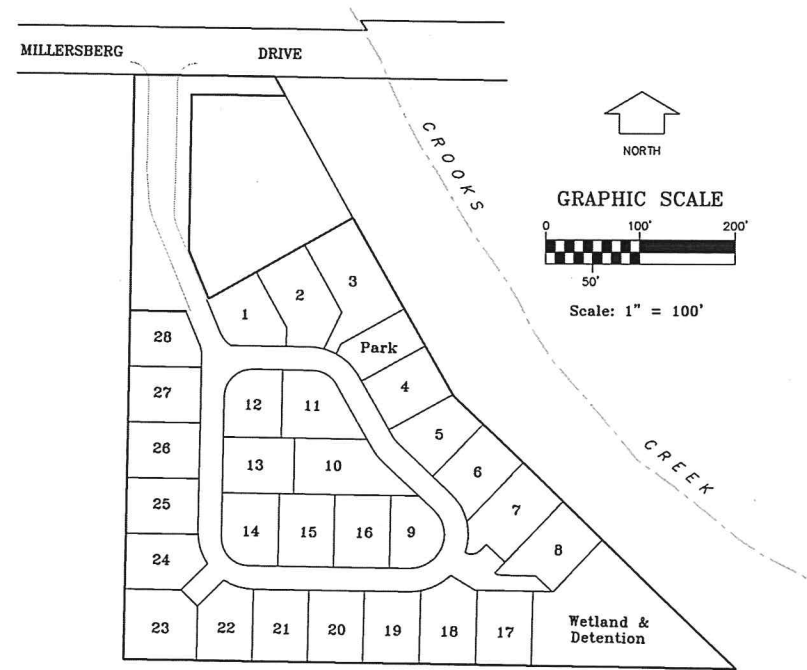 MILLERSBERG DRIVE
CROOKS
NORTH
GRAPHIC SCALE
0 100' 200'
50'
Scale: 1" = 100'
1
2
3
Park
28
4
27
12
11
5
26
13
10
6
25
7
14
15
16
9
8
24
CREEK
23
22
21
20
19
18
17
Wetland &
Detention